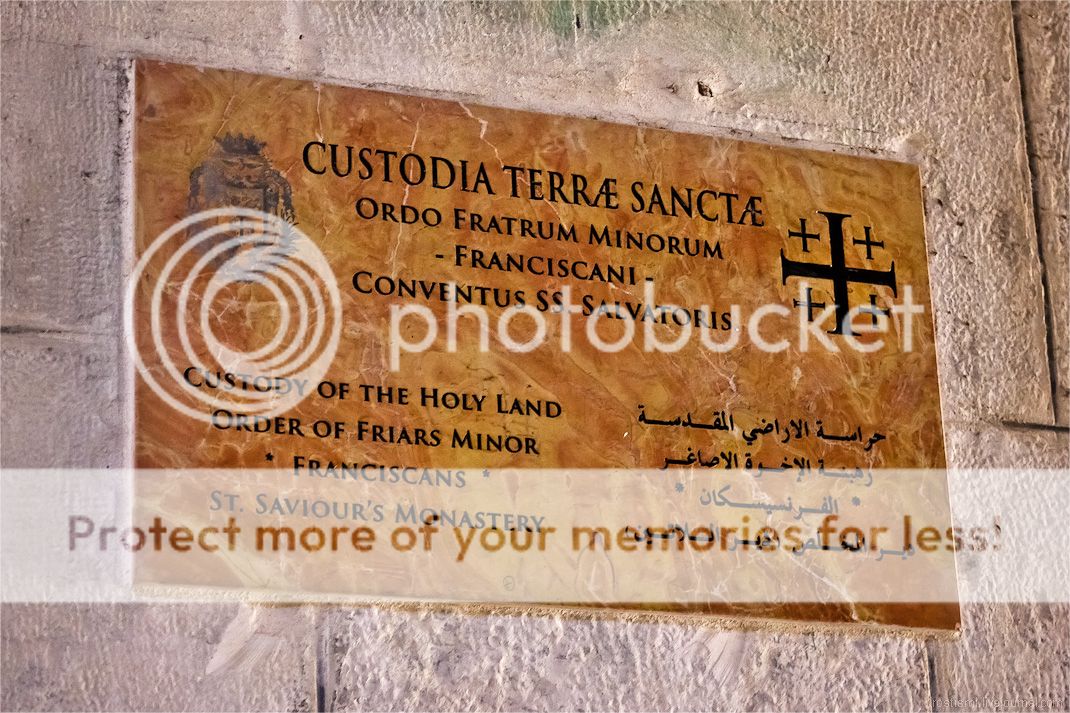 CUSTODIA TERRÆ SANCTÆ
ORDO FRATRUM MINORUM
- FRANCISCANI -
CONVENTUS SS. SALVATORIS
CUSTODY OF THE HOLY LAND
ORDER OF FRIARS MINOR
* FRANCISCANS *
ST. SAVIOUR'S MONASTERY
حراسة الاراضي المقدسة
رهبنة الإخوة الاصاغر
* الفرنسيسكان *
دير المخلص
photobucket
Protect more of your memories for less!